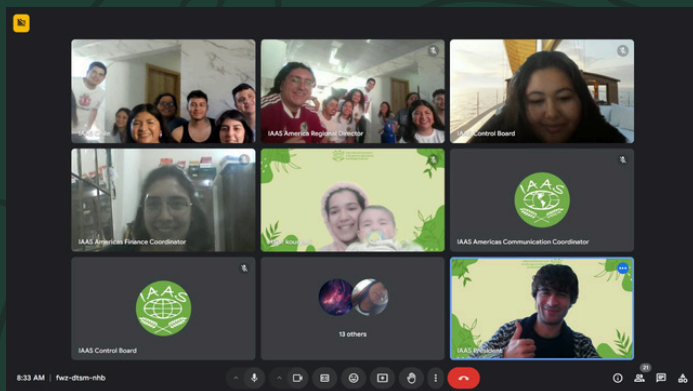 IAAS America Regional Director
IAAS Control Board
IAAS Americas Finance Coordinator
IAAS
IAAS Americas Communication Coordinator
IAAS
IAAS Control Board
13 others
IAAS President
8:33 AM | fwz-dtsm-nhb
21